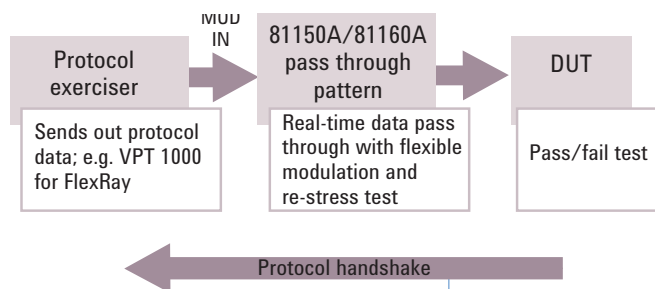 MOD
IN
Protocol
exerciser
81150A/81160A
pass through
pattern
DUT
Sends out protocol
data; e.g. VPT 1000
for FlexRay
Real-time data pass
through with flexible
modulation and
re-stress test
Pass/fail test
Protocol handshake